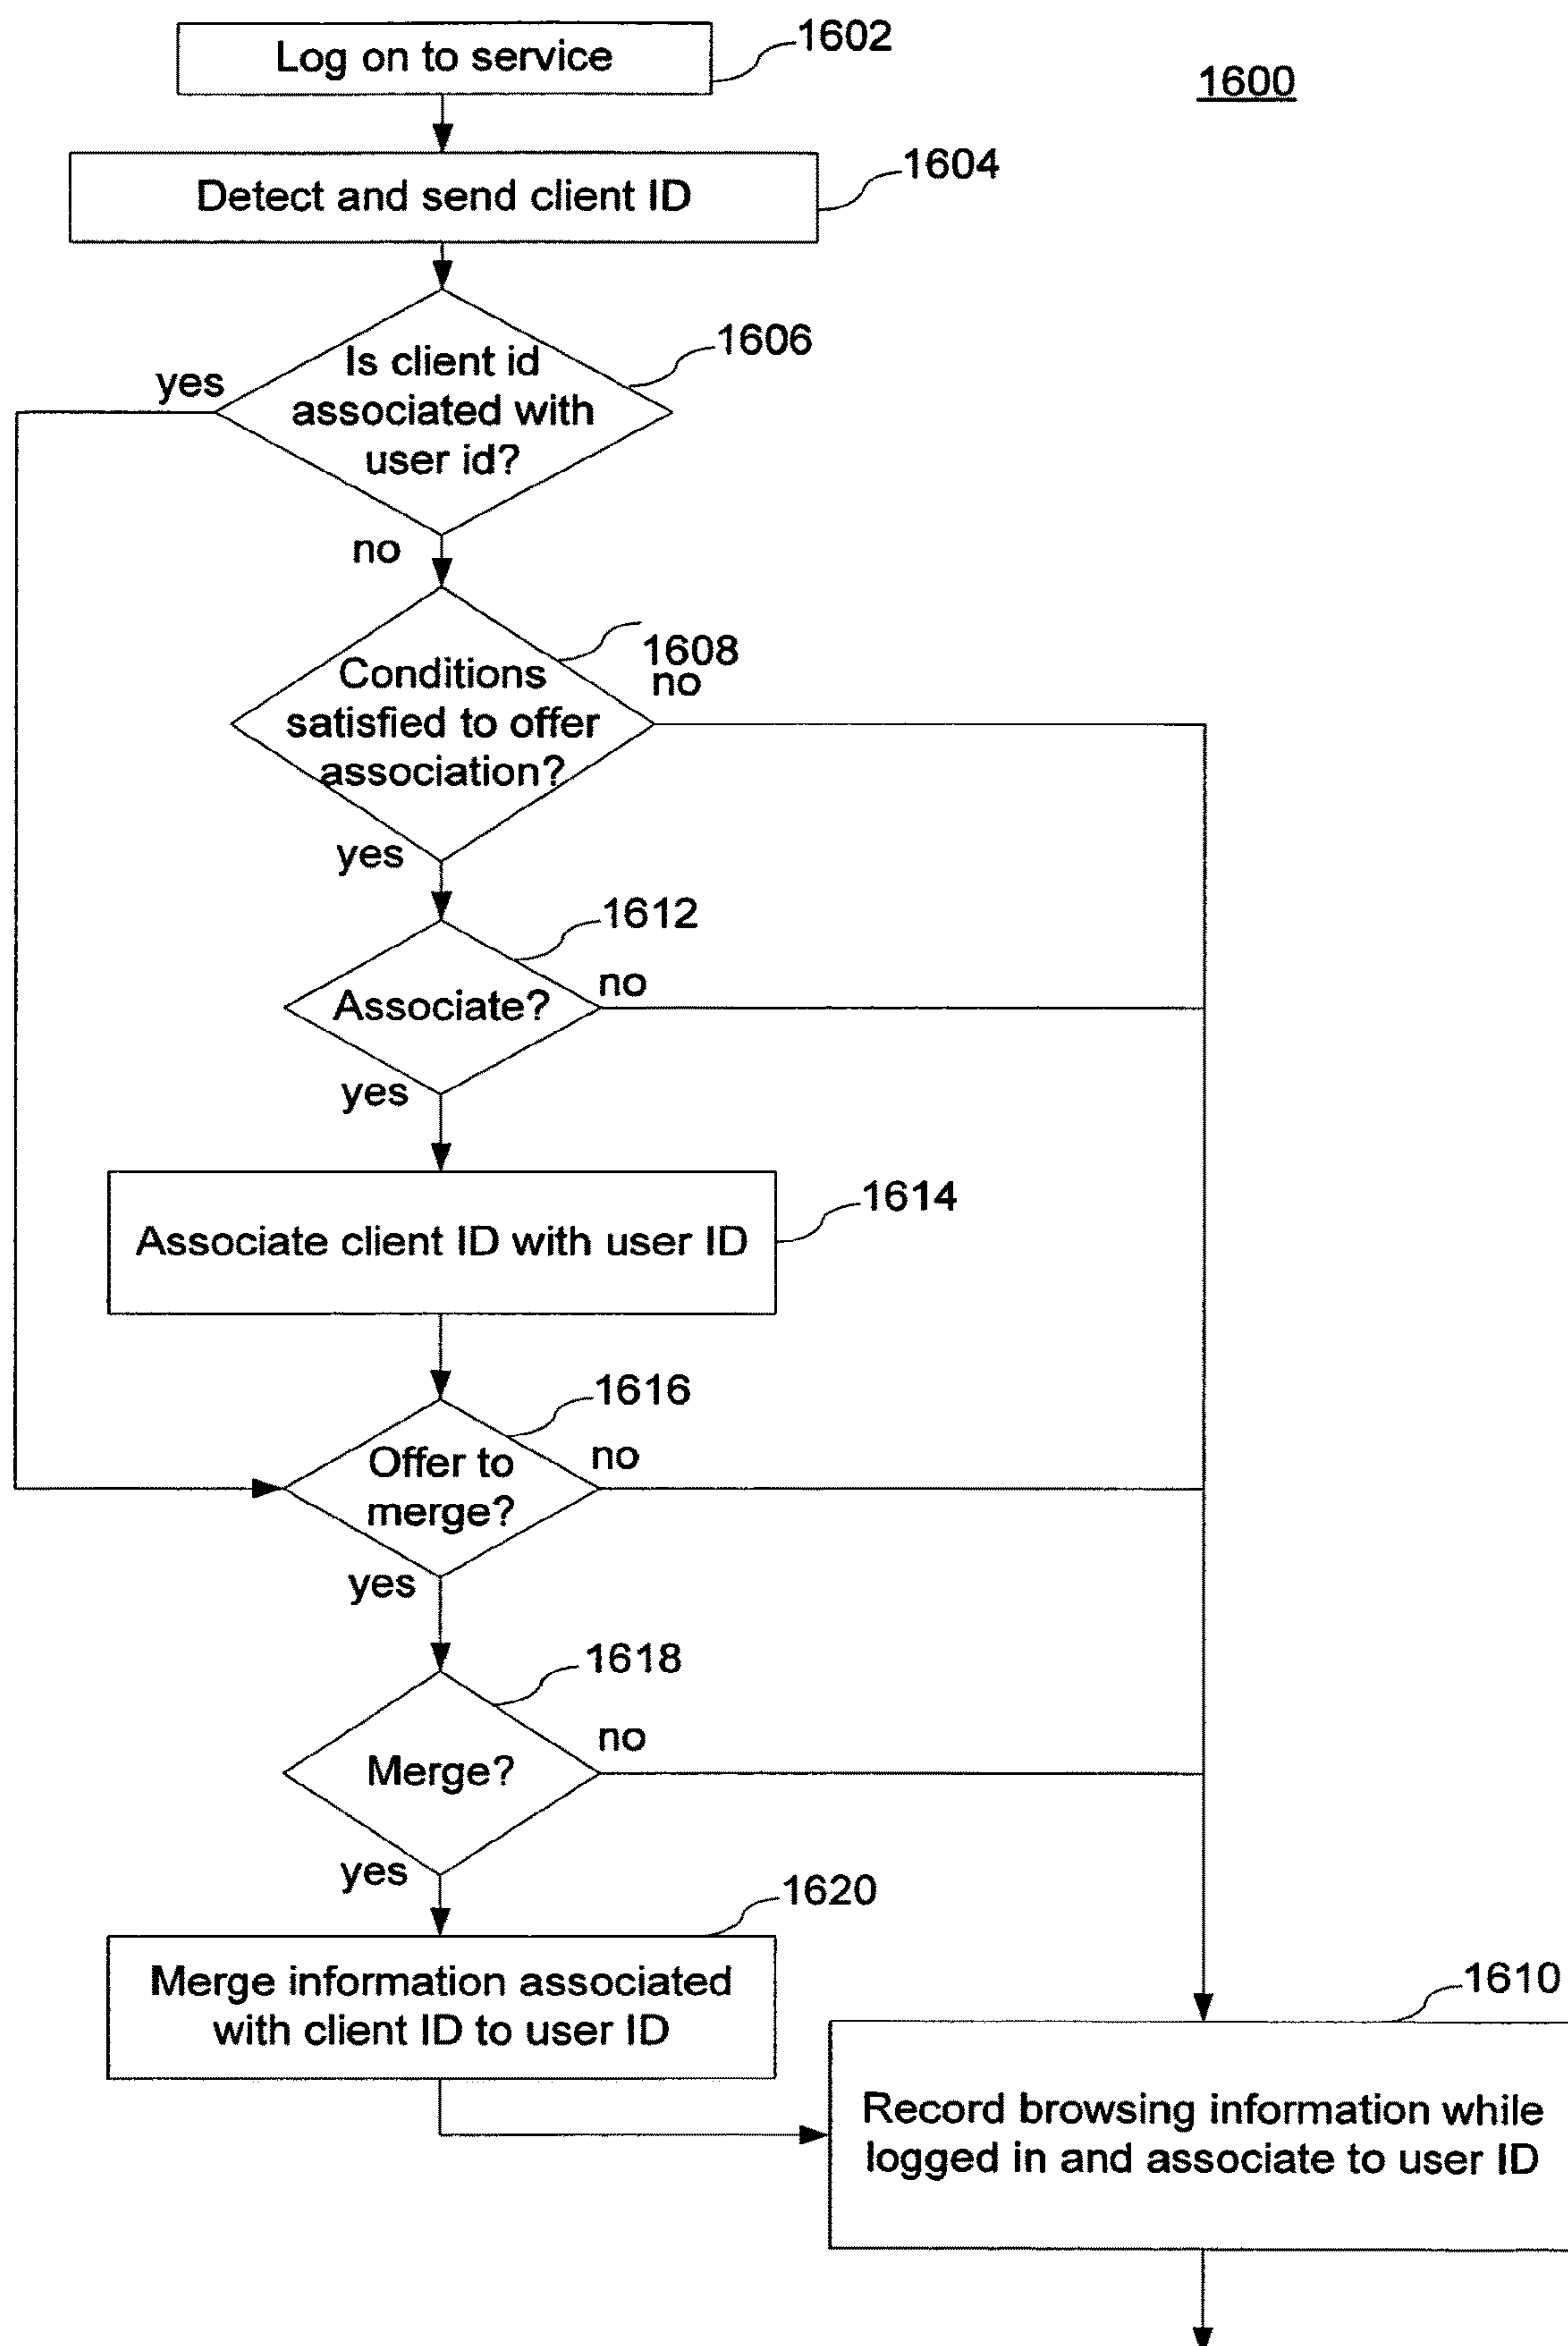 Log on to service
1602
1600
Detect and send client ID
1604
Is client id
associated with
user id?
1606
yes
no
Conditions
satisfied to offer
association?
1608
no
yes
Associate?
1612
no
yes
Associate client ID with user ID
1614
Offer to
merge?
1616
no
yes
Merge?
1618
no
yes
Merge information associated
with client ID to user ID
1620
Record browsing information while
logged in and associate to user ID
1610